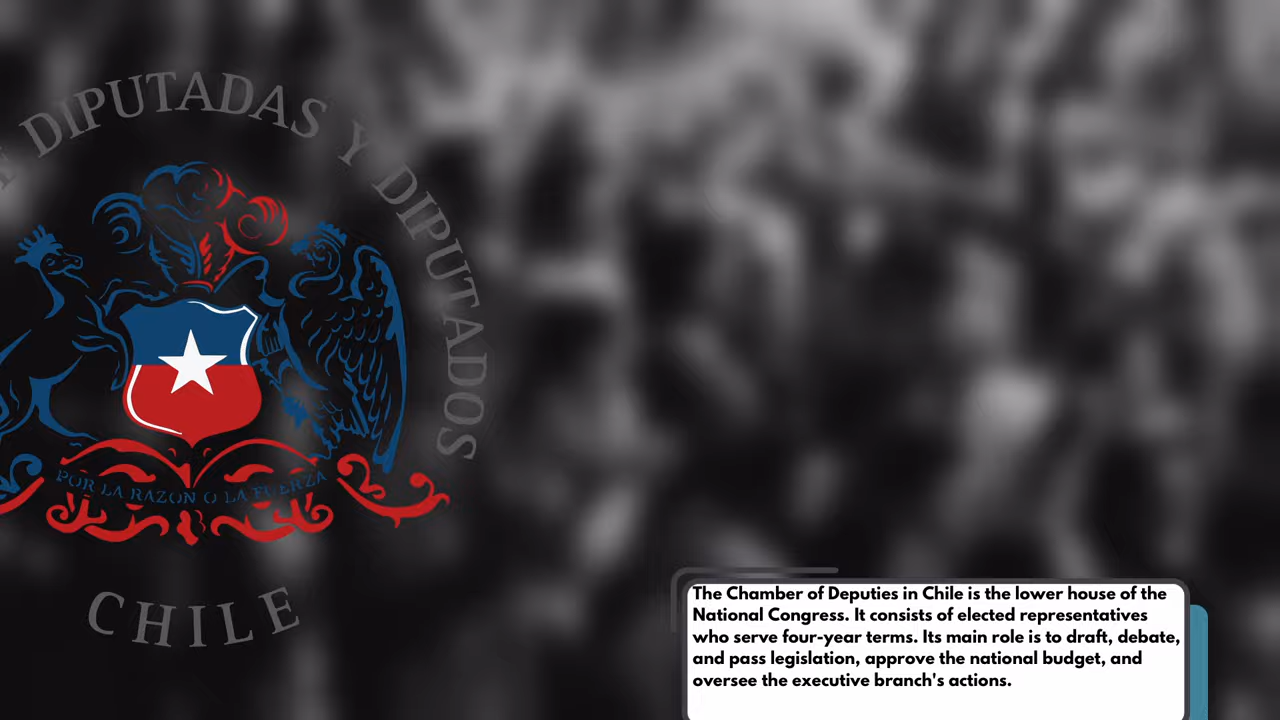 DIPUTADAS Y DIPUTADOS
POR LA RAZON O LA FUERZA
CHILE
The Chamber of Deputies in Chile is the lower house of the
National Congress. It consists of elected representatives
who serve four-year terms. Its main role is to draft, debate,
and pass legislation, approve the national budget, and
oversee the executive branch's actions.